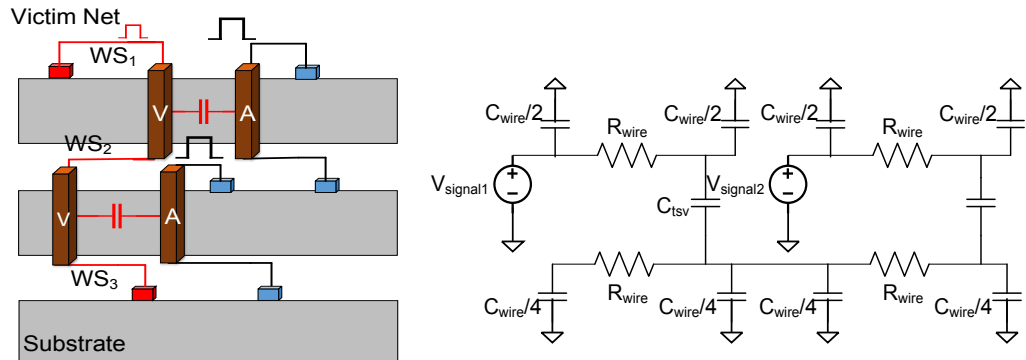 Victim Net
WS1
V
A
WS2
V
A
WS3
Substrate
Cwire/2
Rwire
Cwire/2
Cwire/2
Rwire
Cwire/2
Vsignal1
+
−
Ctsv
Vsignal2
+
−
Cwire/4
Rwire
Cwire/4
Cwire/4
Rwire
Cwire/4